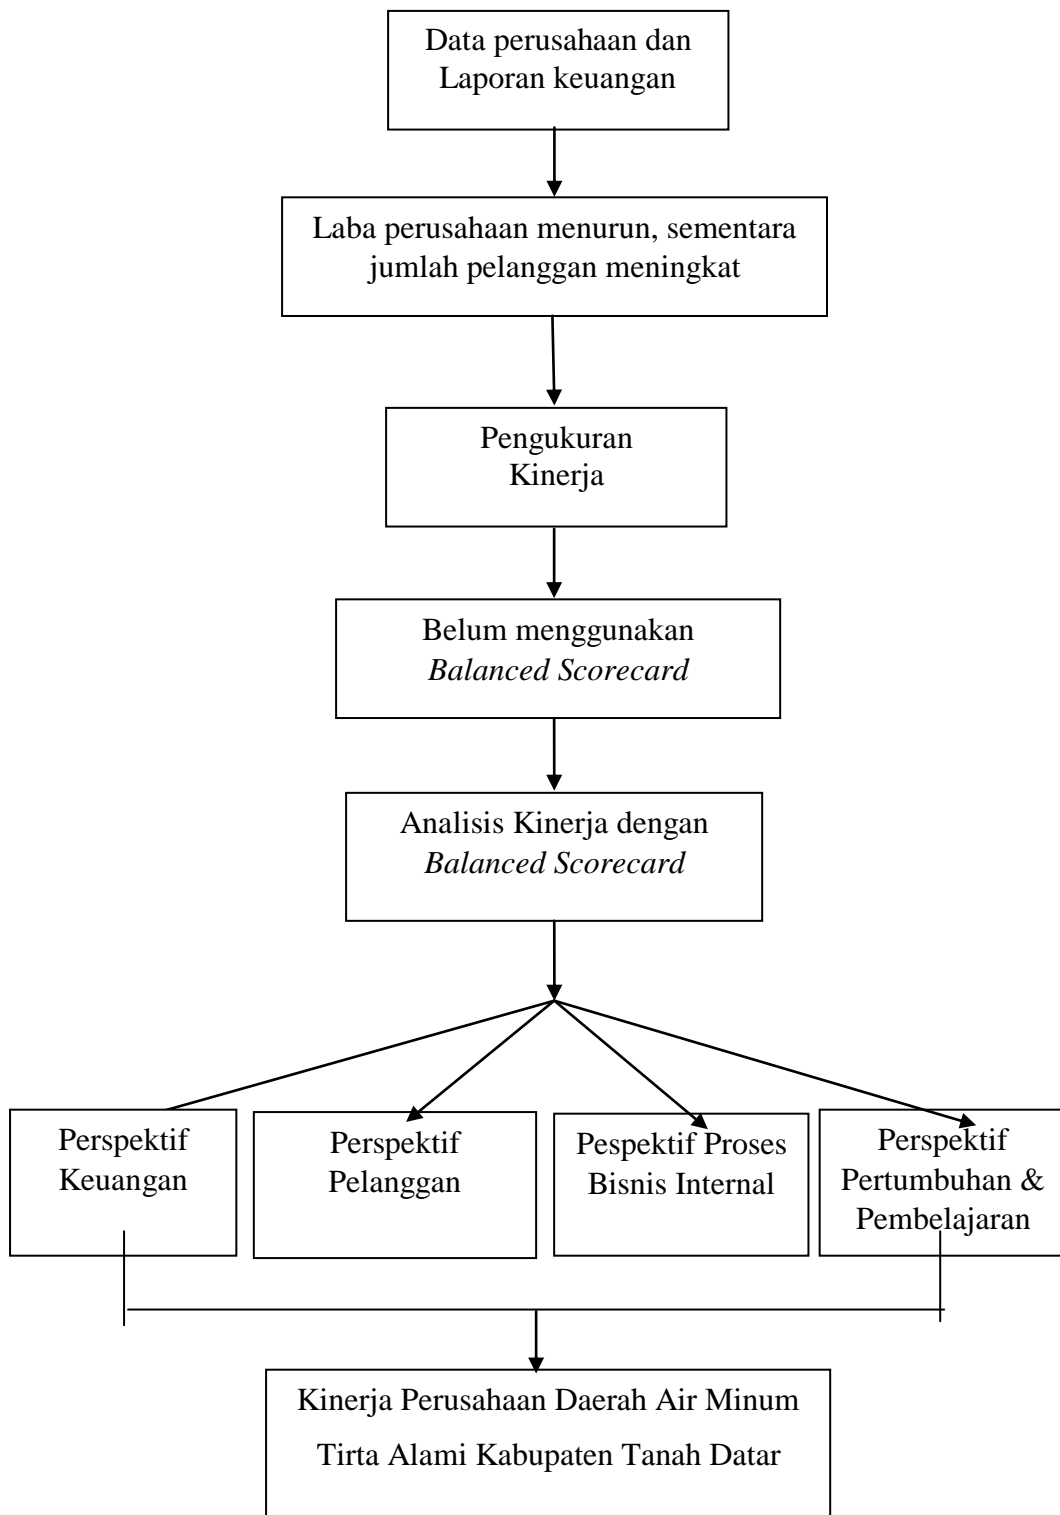 Data perusahaan dan
Laporan keuangan
Laba perusahaan menurun, sementara
jumlah pelanggan meningkat
Pengukuran
Kinerja
Belum menggunakan
Balanced Scorecard
Analisis Kinerja dengan
Balanced Scorecard
Perspektif
Keuangan
Perspektif
Pelanggan
Pespektif Proses
Bisnis Internal
Perspektif
Pertumbuhan &
Pembelajaran
Kinerja Perusahaan Daerah Air Minum
Tirta Alami Kabupaten Tanah Datar